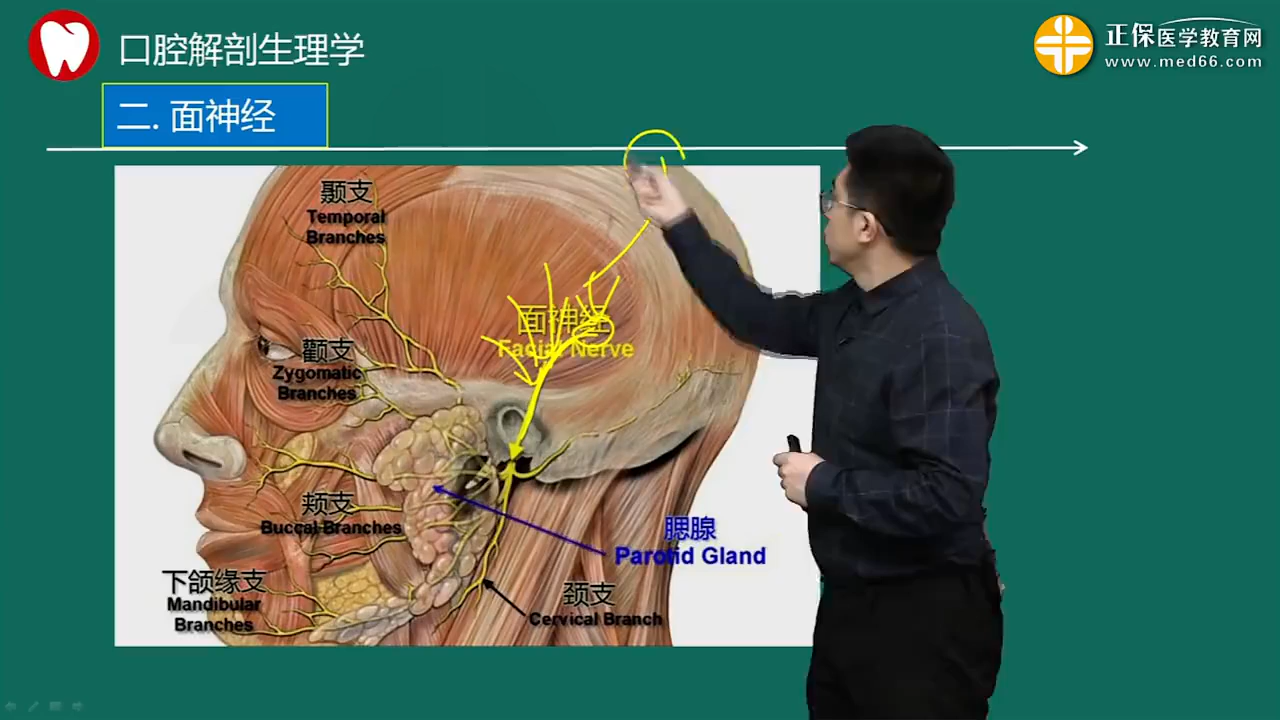 口腔解剖生理学
正保医学教育网
www.med66.com
二. 面神经
颞支
Temporal
Branches
面神经
Facial Nerve
颧支
Zygomatic
Branches
颊支
Buccal Branches
腮腺
Parotid Gland
下颌缘支
Mandibular
Branches
颈支
Cervical Branch